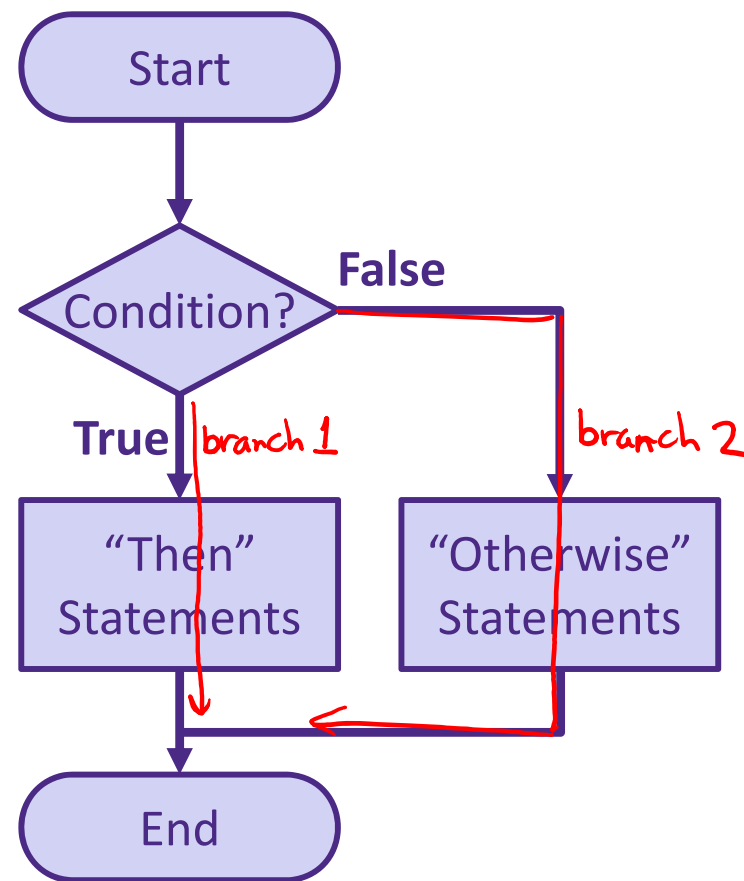 Start
False
Condition?
True
branch 1
branch 2
“Then”
Statements
“Otherwise”
Statements
End